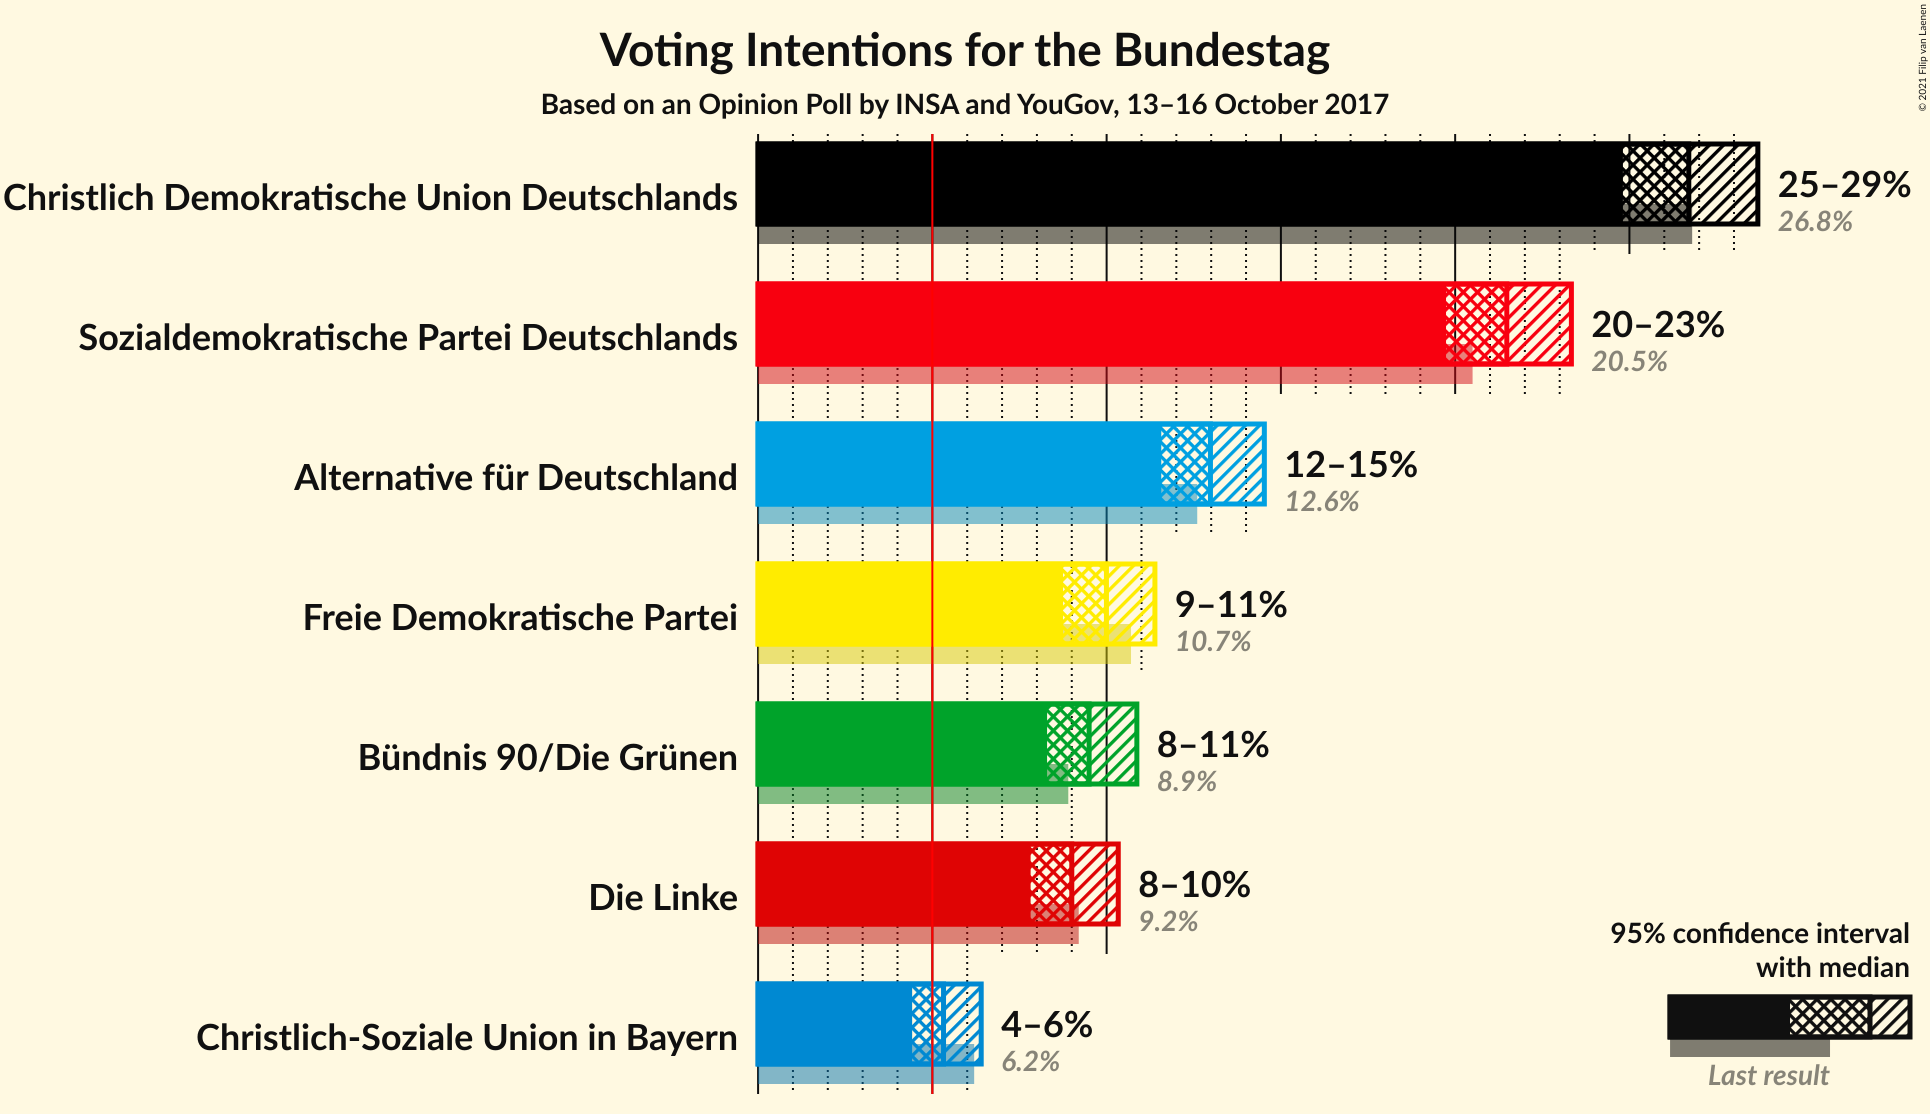 Voting Intentions for the Bundestag
Based on an Opinion Poll by INSA and YouGov, 13–16 October 2017
© 2021 Filip van Laenen
Christlich Demokratische Union Deutschlands
25–29%
26.8%
Sozialdemokratische Partei Deutschlands
20–23%
20.5%
Alternative für Deutschland
12–15%
12.6%
Freie Demokratische Partei
9–11%
10.7%
Bündnis 90/Die Grünen
8–11%
8.9%
Die Linke
8–10%
9.2%
Christlich-Soziale Union in Bayern
4–6%
6.2%
95% confidence interval
with median
Last result